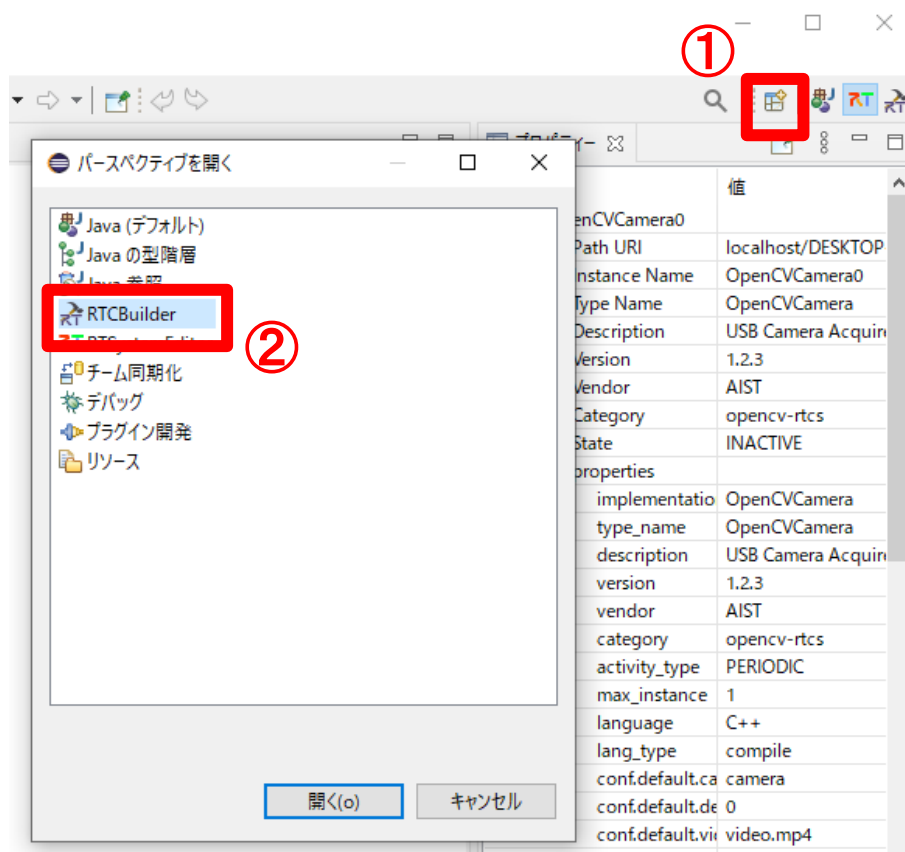 ①
パースペクティブを開く
Java (デフォルト)
Java の型階層
Java 参照
RTCBuilder
②
チーム同期化
デバッグ
プラグイン開発
リソース
開く(o)
キャンセル
値
enCVCamera0
Path URI localhost/DESKTOP
nstance Name OpenCVCamera0
Type Name OpenCVCamera
Description USB Camera Acquir
Version 1.2.3
Vendor AIST
Category opencv-rtcs
State INACTIVE
properties
implementatio OpenCVCamera
type_name OpenCVCamera
description USB Camera Acquir
version 1.2.3
vendor AIST
category opencv-rtcs
activity_type PERIODIC
max_instance 1
language C++
lang_type compile
conf.default.ca camera
conf.default.de 0
conf.default.vi video.mp4